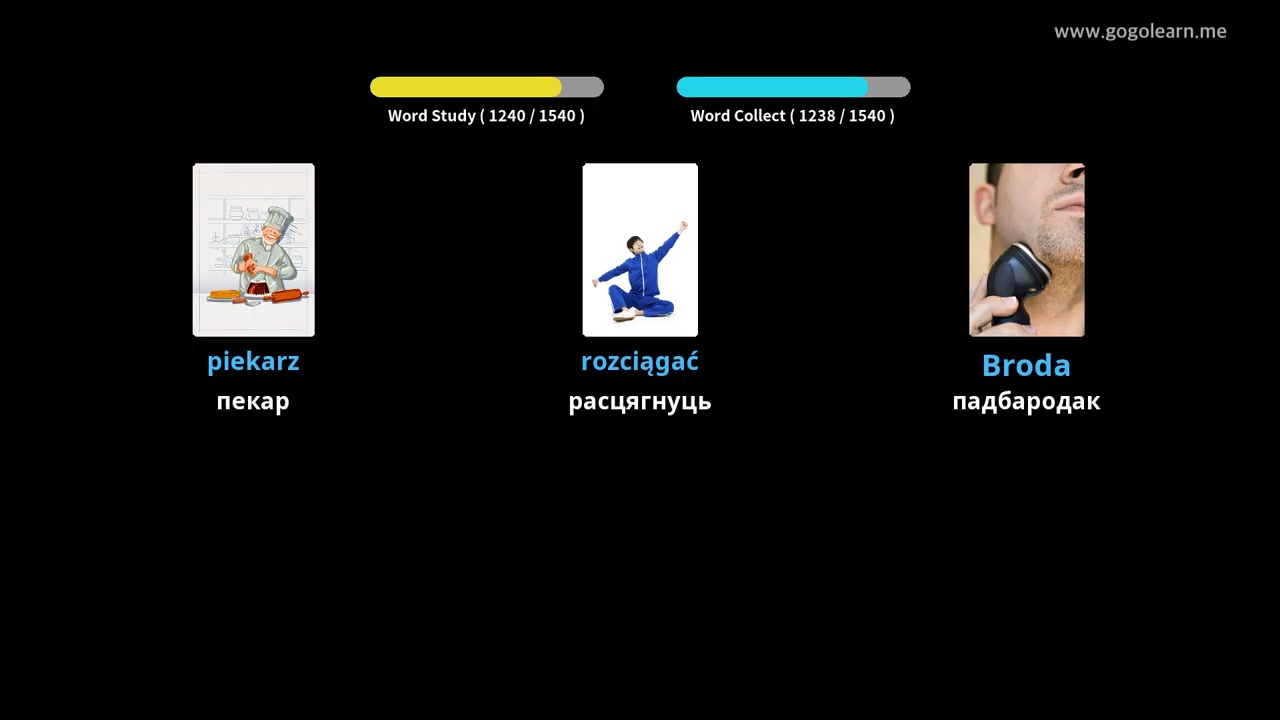 www.gogolearn.me
Word Study ( 1240 / 1540 )
Word Collect ( 1238 / 1540 )
piekarz
rozciągać
Broda
пекар
расцягнуць
падбародак